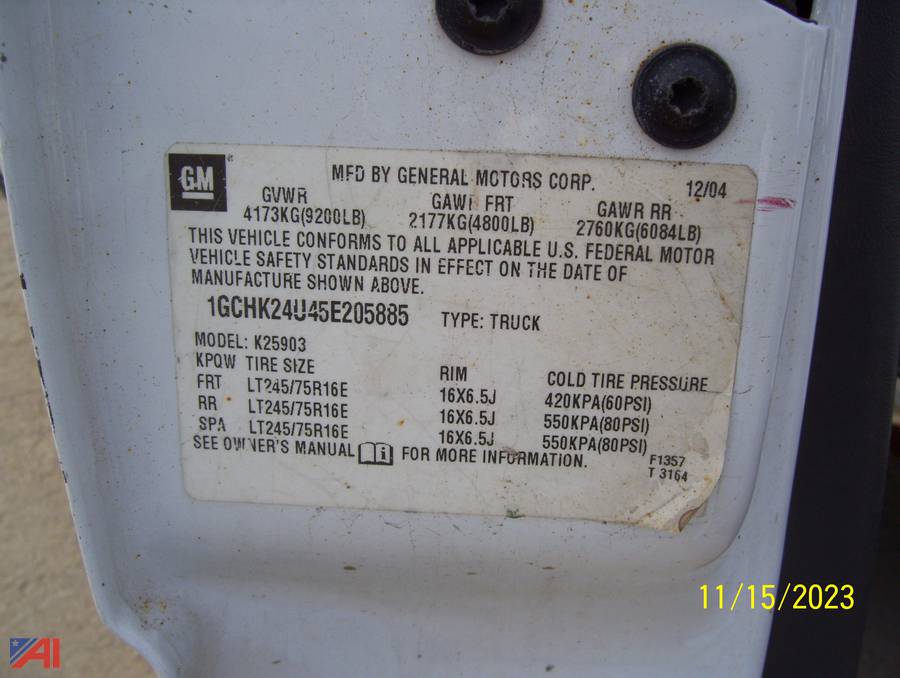 GM
MFD BY GENERAL MOTORS CORP. 12/04
GVWR GAWR FRT GAWR RR
4173KG(9200LB) 2177KG(4800LB) 2760KG(6084LB)
THIS VEHICLE CONFORMS TO ALL APPLICABLE U.S. FEDERAL MOTOR
VEHICLE SAFETY STANDARDS IN EFFECT ON THE DATE OF
MANUFACTURE SHOWN ABOVE.
1GCHK24U45E205885 TYPE: TRUCK
MODEL: K25903
KPQW TIRE SIZE RIM COLD TIRE PRESSURE
FRT LT245/75R16E 16X6.5J 420KPA(60PSI)
RR LT245/75R16E 16X6.5J 550KPA(80PSI)
SPA LT245/75R16E 16X6.5J 550KPA(80PSI)
SEE OWNER'S MANUAL FOR MORE INFORMATION.
F1357
T 3164
11/15/2023
AI